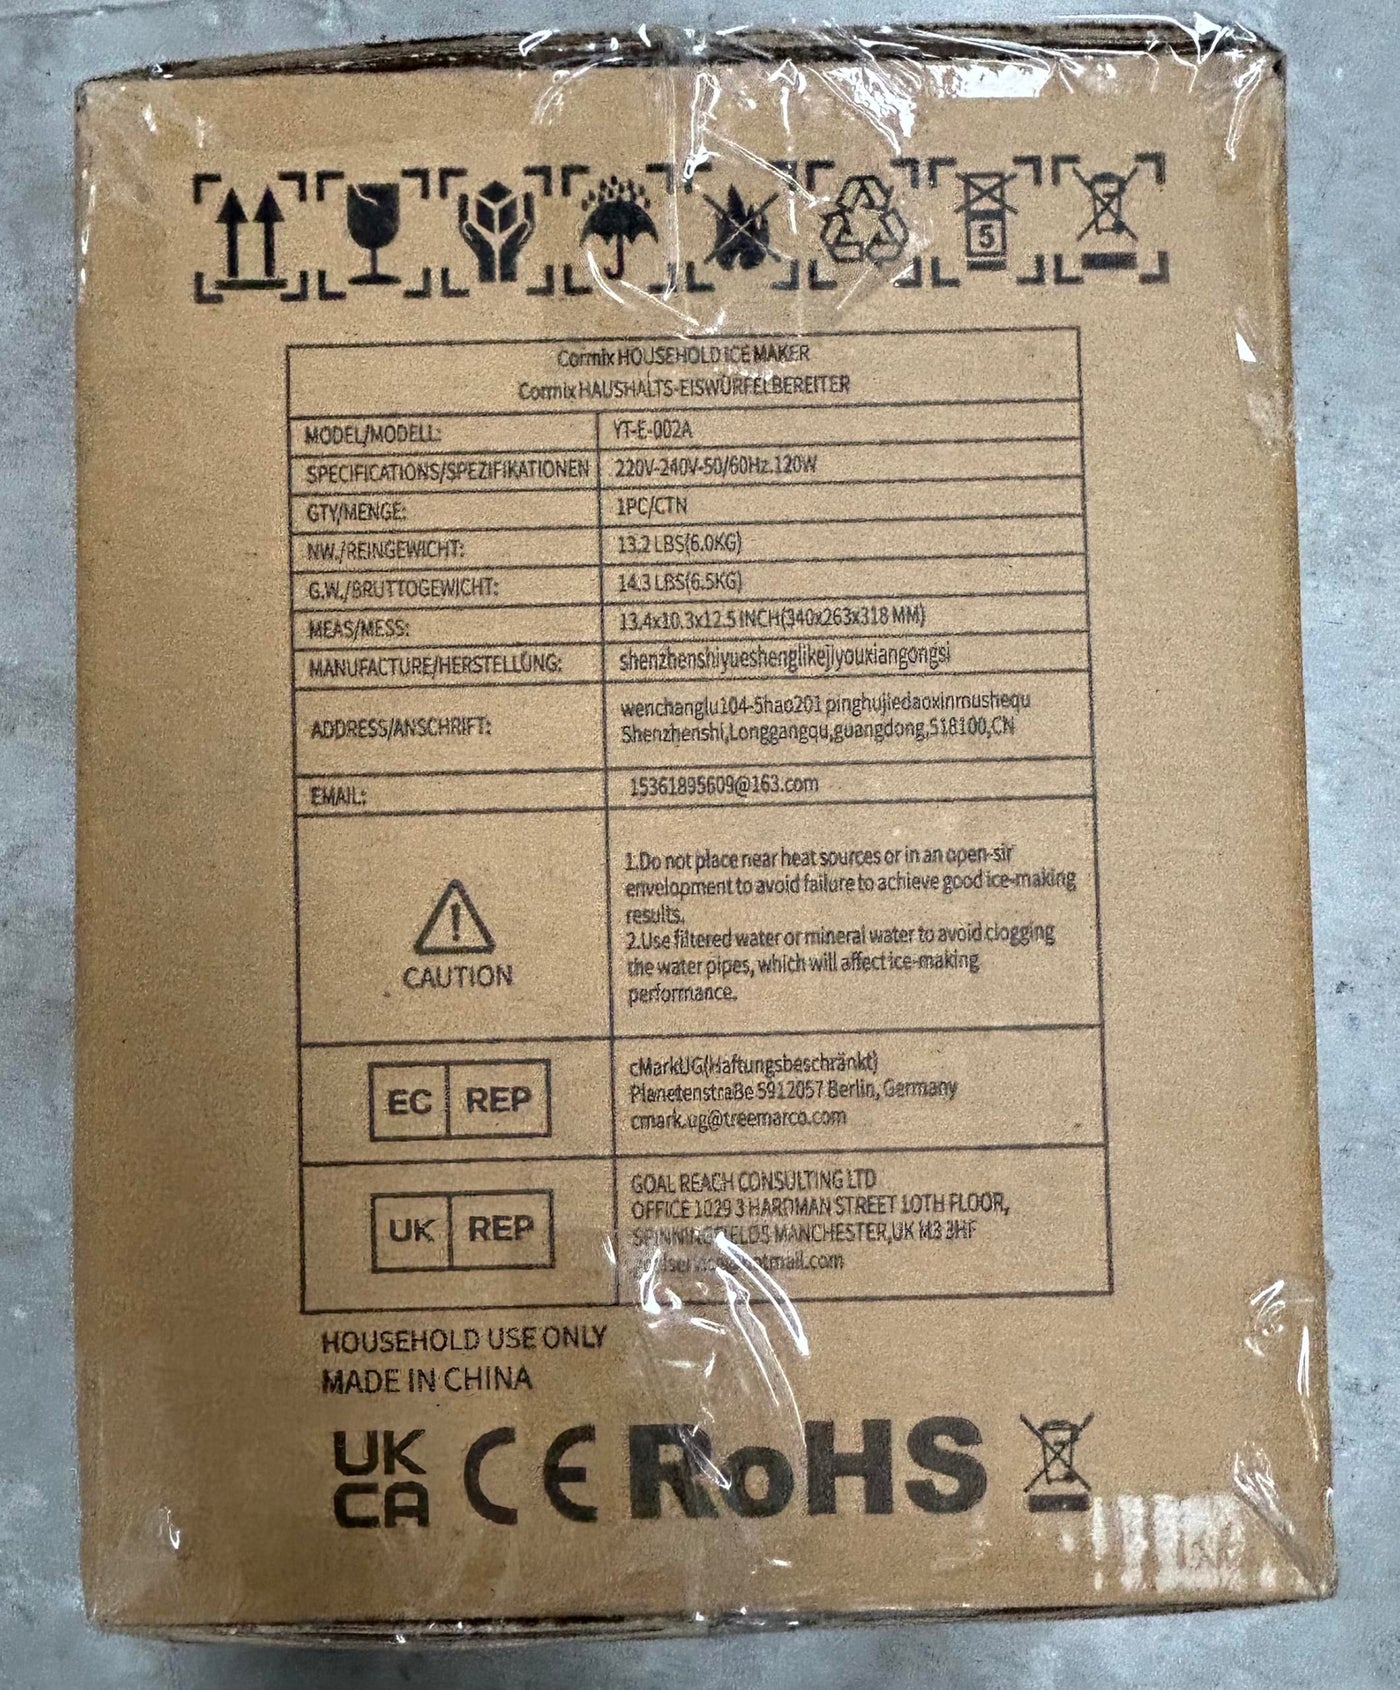 5
Cormix HOUSEHOLD ICE MAKER
Cormix HAUSHALTS-EISWÜRFELBEREITER
MODEL/MODELL: YT-E-002A
SPECIFICATIONS/SPEZIFIKATIONEN 220V-240V-50/60Hz.120W
GTY/MENGE: 1PC/CTN
NW./REINGEWICHT: 13.2 LBS(6.0KG)
G.W./BRUTTOGEWICHT: 14.3 LBS(6.5KG)
MEAS/MESS: 13.4x10.3x12.5 INCH(340x263x318 MM)
MANUFACTURE/HERSTELLUNG: shenzhenshiyueshenglikejiyouxiangongsi
ADDRESS/ANSCHRIFT: wenchanglu104-5hao201 pinghujiedaoxinmushequ
Shenzhenshi,Longgangqu,guangdong,518100,CN
EMAIL: 15361895609@163.com
CAUTION
1.Do not place near heat sources or in an open-sir
envelopment to avoid failure to achieve good ice-making
results.
2.Use filtered water or mineral water to avoid clogging
the water pipes, which will affect ice-making
performance.
EC REP
cMarkUG(Haftungsbeschränkt)
Planetenstraße 5912057 Berlin, Germany
cmark.ug@treemarco.com
UK REP
GOAL REACH CONSULTING LTD
OFFICE 1029 3 HARDMAN STREET 10TH FLOOR,
SPINNINGFIELDS MANCHESTER,UK M3 3HF
HOUSEHOLD USE ONLY
MADE IN CHINA
UK
CA
CE RoHS